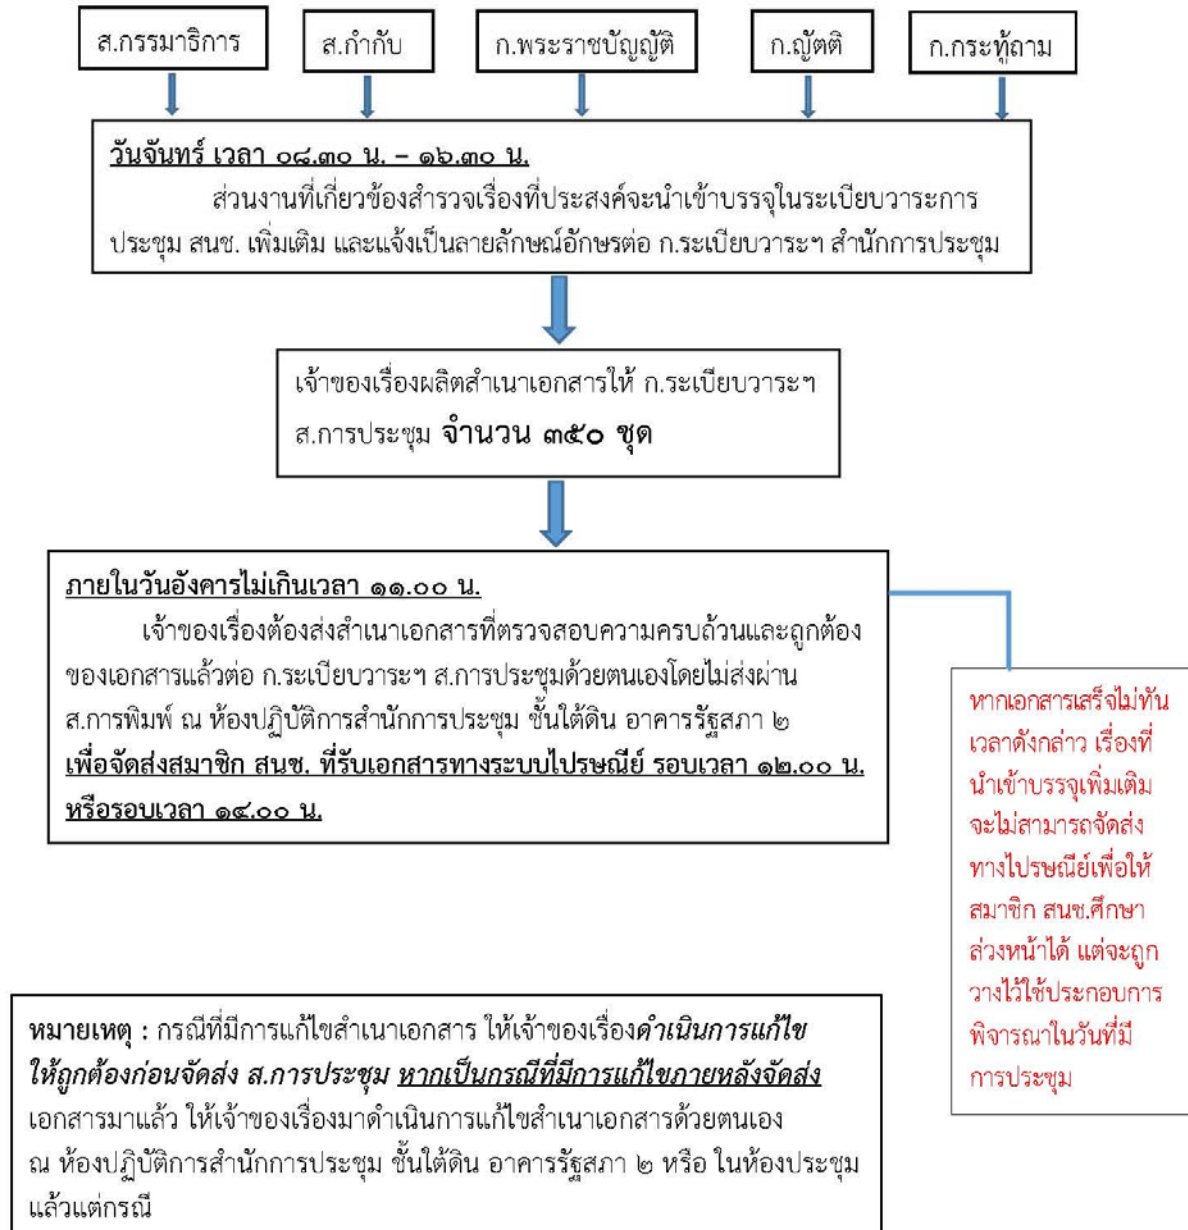 ส.กรรมาธิการ
ส.กำกับ
ก.พระราชบัญญัติ
ก.ญัตติ
ก.กระทู้ถาม
วันจันทร์ เวลา ๐๘.๓๐ น. – ๑๖.๓๐ น.
ส่วนงานที่เกี่ยวข้องสำรวจเรื่องที่ประสงค์จะนำเข้าบรรจุในระเบียบวาระการ
ประชุม สนช. เพิ่มเติม และแจ้งเป็นลายลักษณ์อักษรต่อ ก.ระเบียบวาระฯ สำนักการประชุม
เจ้าของเรื่องผลิตสำเนาเอกสารให้ ก.ระเบียบวาระฯ
ส.การประชุม จำนวน ๓๕๐ ชุด
ภายในวันอังคารไม่เกินเวลา ๑๑.๐๐ น.
เจ้าของเรื่องต้องส่งสำเนาเอกสารที่ตรวจสอบความครบถ้วนและถูกต้อง
ของเอกสารแล้วต่อ ก.ระเบียบวาระฯ ส.การประชุมด้วยตนเองโดยไม่ส่งผ่าน
ส.การพิมพ์ ณ ห้องปฏิบัติการสำนักการประชุม ชั้นใต้ดิน อาคารรัฐสภา ๒
เพื่อจัดส่งสมาชิก สนช. ที่รับเอกสารทางระบบไปรษณีย์ รอบเวลา ๑๒.๐๐ น.
หรือรอบเวลา ๑๔.๐๐ น.
หากเอกสารเสร็จไม่ทัน
เวลาดังกล่าว เรื่องที่
นำเข้าบรรจุเพิ่มเติม
จะไม่สามารถจัดส่ง
ทางไปรษณีย์เพื่อให้
สมาชิก สนช.ศึกษา
ล่วงหน้าได้ แต่จะถูก
วางไว้ใช้ประกอบการ
พิจารณาในวันที่มี
การประชุม
หมายเหตุ : กรณีที่มีการแก้ไขสำเนาเอกสาร ให้เจ้าของเรื่องดำเนินการแก้ไข
ให้ถูกต้องก่อนจัดส่ง ส.การประชุม หากเป็นกรณีที่มีการแก้ไขภายหลังจัดส่ง
เอกสารมาแล้ว ให้เจ้าของเรื่องมาดำเนินการแก้ไขสำเนาเอกสารด้วยตนเอง
ณ ห้องปฏิบัติการสำนักการประชุม ชั้นใต้ดิน อาคารรัฐสภา ๒ หรือ ในห้องประชุม
แล้วแต่กรณี